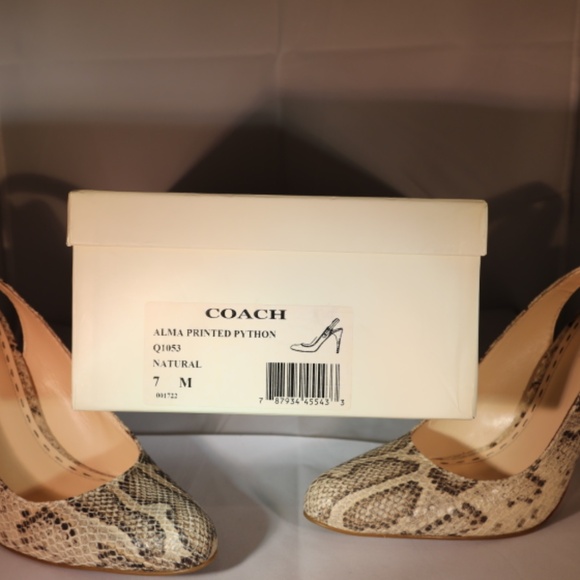 COACH
ALMA PRINTED PYTHON
Q1053
NATURAL
7 M
001722
7 87934 45543 3